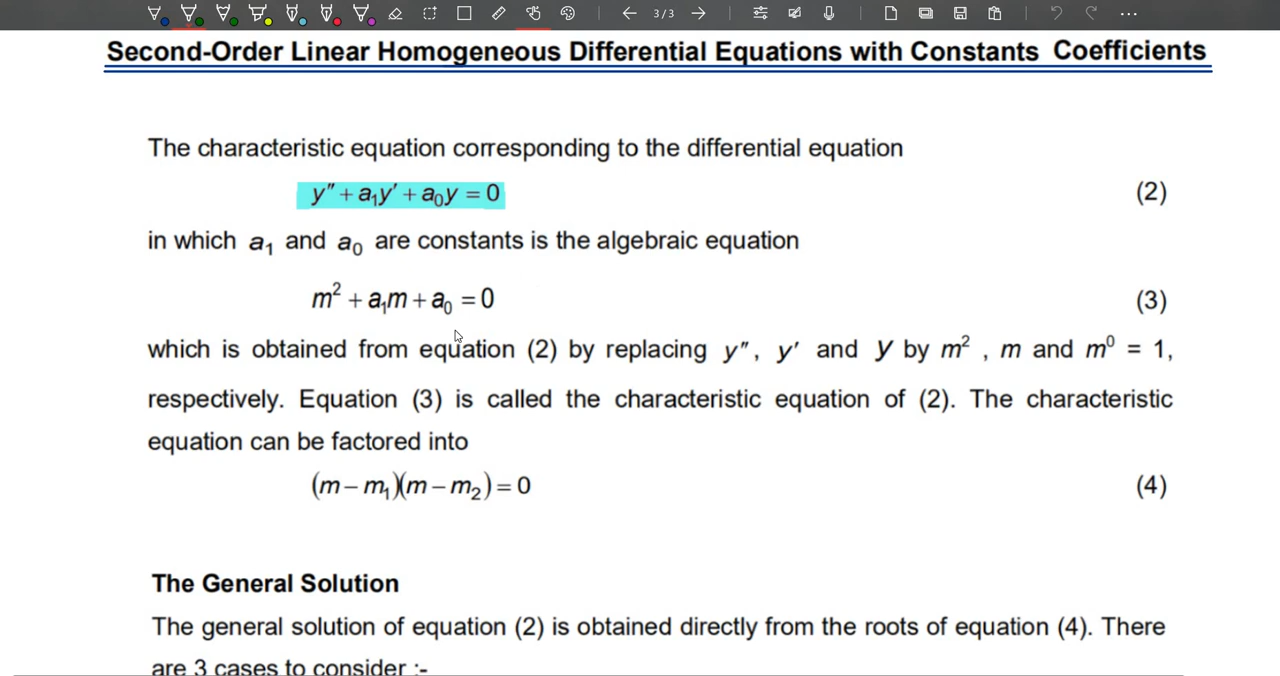 3/3
Second-Order Linear Homogeneous Differential Equations with Constants Coefficients
The characteristic equation corresponding to the differential equation
y″ + a₁y′ + a₀y = 0 (2)
in which a₁ and a₀ are constants is the algebraic equation
m² + a₁m + a₀ = 0 (3)
which is obtained from equation (2) by replacing y″, y′ and y by m² , m and m⁰ = 1,
respectively. Equation (3) is called the characteristic equation of (2). The characteristic
equation can be factored into
(m – m₁)(m – m₂) = 0 (4)
The General Solution
The general solution of equation (2) is obtained directly from the roots of equation (4). There
are 3 cases to consider :-